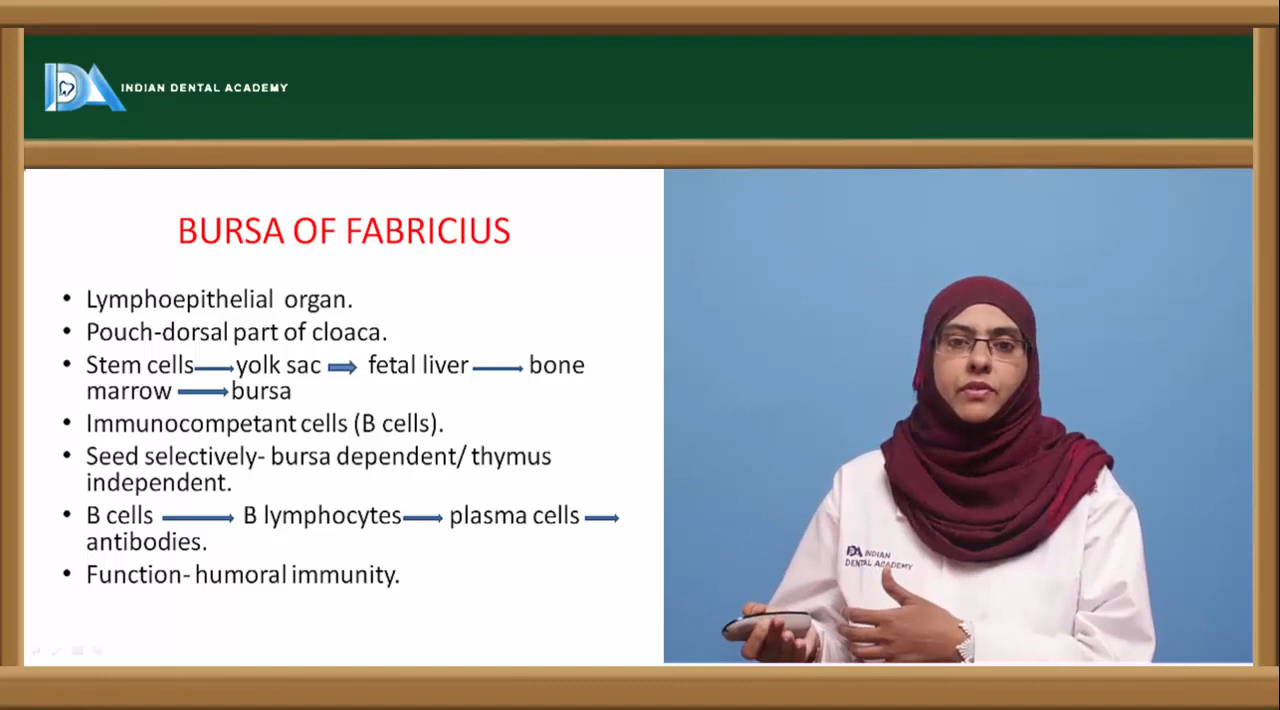 INDIAN DENTAL ACADEMY
BURSA OF FABRICIUS
• Lymphoepithelial organ.
• Pouch-dorsal part of cloaca.
• Stem cells → yolk sac → fetal liver → bone
marrow → bursa
• Immunocompetant cells (B cells).
• Seed selectively- bursa dependent/ thymus
independent.
• B cells → B lymphocytes → plasma cells →
antibodies.
• Function- humoral immunity.
IDA INDIAN
DENTAL ACADEMY